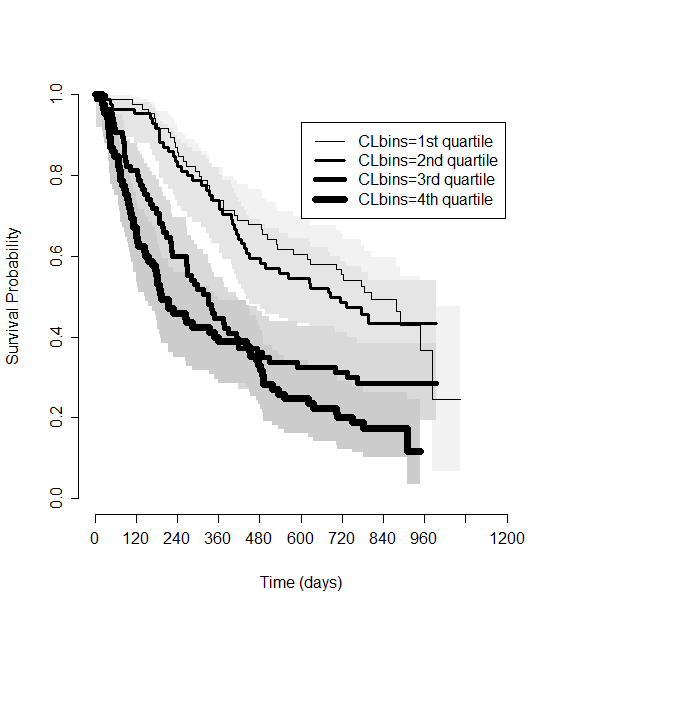 1.0
0.8
0.6
0.4
0.2
0.0
Survival Probability
CLbins=1st quartile
CLbins=2nd quartile
CLbins=3rd quartile
CLbins=4th quartile
0 120 240 360 480 600 720 840 960 1200
Time (days)